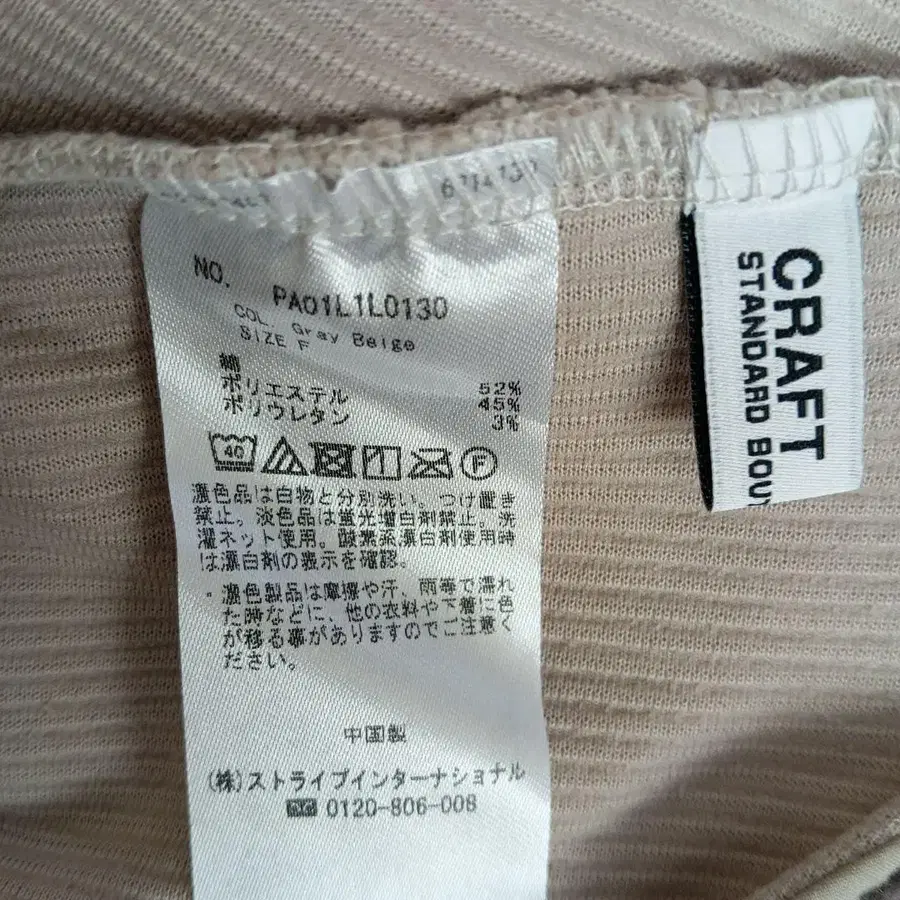 NO. PA01L1L0130
COL. Gray Beige
SIZE F
綿 52%
ポリエステル 45%
ポリウレタン 3%
40
F
濃色品は白物と分別洗い、つけ置き
禁止。淡色品は蛍光増白剤禁止。洗
濯ネット使用。酸素系漂白剤使用時
は漂白剤の表示を確認。
・濃色製品は摩擦や汗、雨等で濡れ
た時などに、他の衣料や下着に色
が移る事がありますのでご注意く
ださい。
中国製
(株)ストライプインターナショナル
0120-806-008
CRAFT
STANDARD